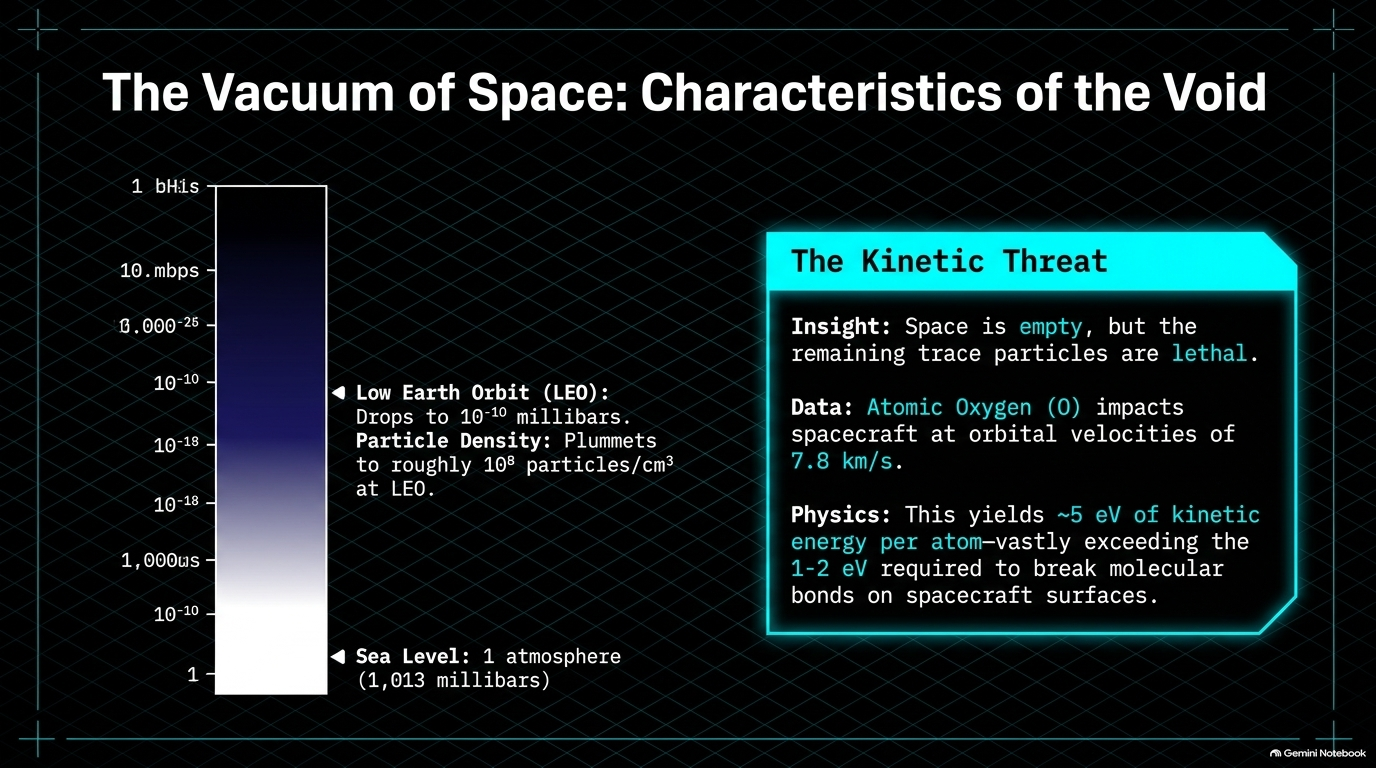 The Vacuum of Space: Characteristics of the Void
1 bHis
10.mbps
3.000⁻²⁵
10⁻¹⁰
10⁻¹⁸
10⁻¹⁸
1,000us
10⁻¹⁰
1
Low Earth Orbit (LEO):
Drops to 10⁻¹⁰ millibars.
Particle Density: Plummets
to roughly 10⁸ particles/cm³
at LEO.
Sea Level: 1 atmosphere
(1,013 millibars)
The Kinetic Threat
Insight: Space is empty, but the
remaining trace particles are lethal.
Data: Atomic Oxygen (O) impacts
spacecraft at orbital velocities of
7.8 km/s.
Physics: This yields ~5 eV of kinetic
energy per atom—vastly exceeding the
1-2 eV required to break molecular
bonds on spacecraft surfaces.
Gemini Notebook